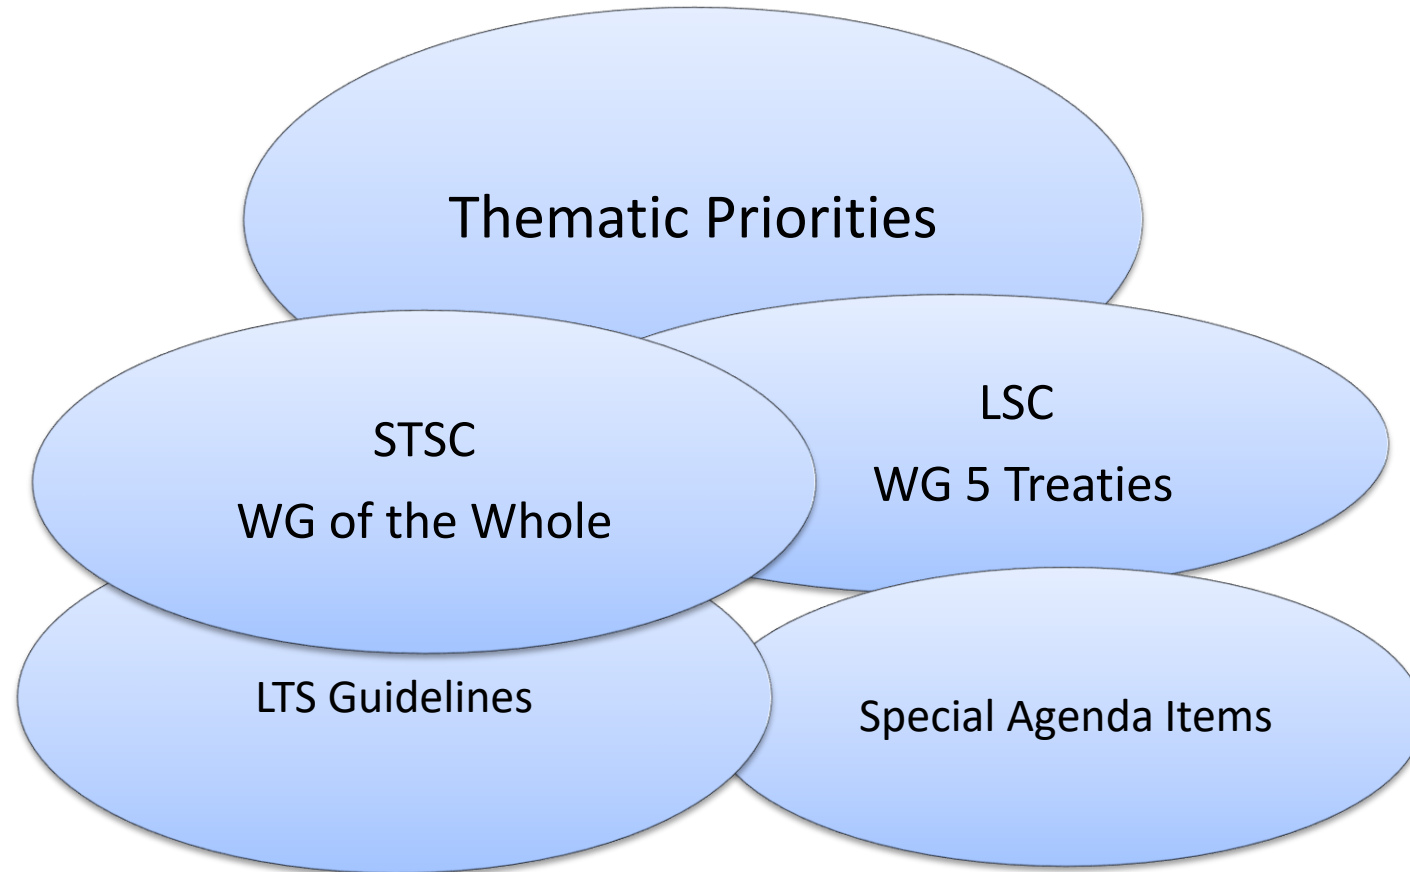 Thematic Priorities
STSC
WG of the Whole
LSC
WG 5 Treaties
LTS Guidelines
Special Agenda Items